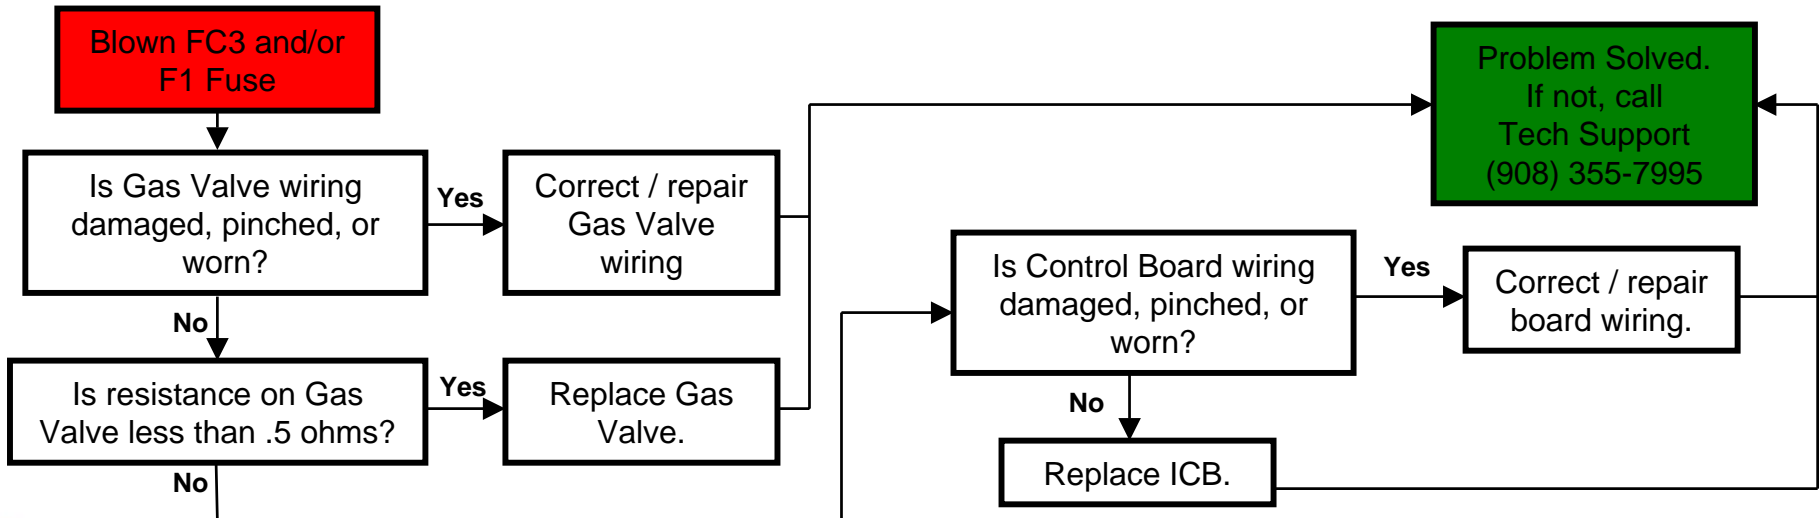 Blown FC3 and/or
F1 Fuse
Is Gas Valve wiring
damaged, pinched, or
worn?
Yes
Correct / repair
Gas Valve
wiring
No
Is resistance on Gas
Valve less than .5 ohms?
Yes
Replace Gas
Valve.
No
Is Control Board wiring
damaged, pinched, or
worn?
Yes
Correct / repair
board wiring.
No
Replace ICB.
Problem Solved.
If not, call
Tech Support
(908) 355-7995